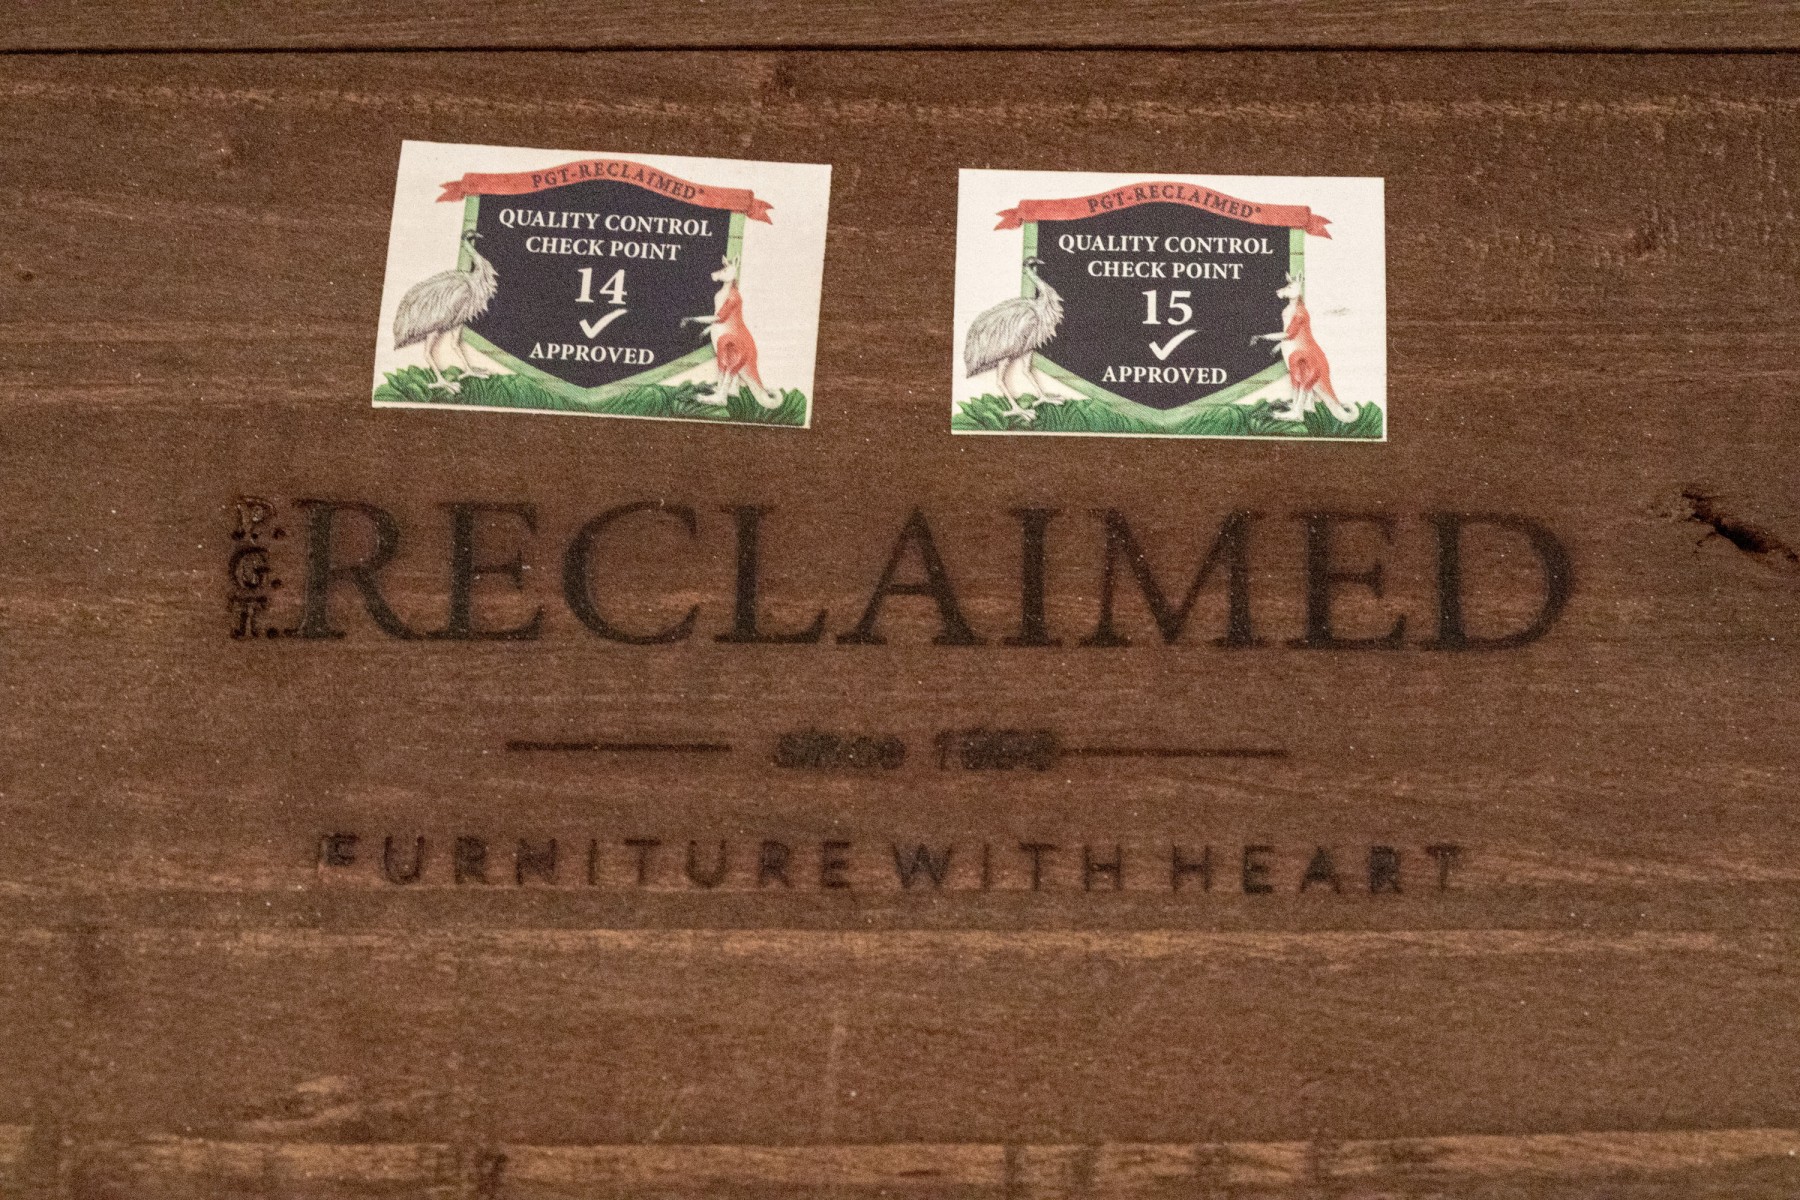 PGT-RECLAIMED®
QUALITY CONTROL
CHECK POINT
14
APPROVED
PGT-RECLAIMED®
QUALITY CONTROL
CHECK POINT
15
APPROVED
P.G.T. RECLAIMED
since
FURNITURE WITH HEART